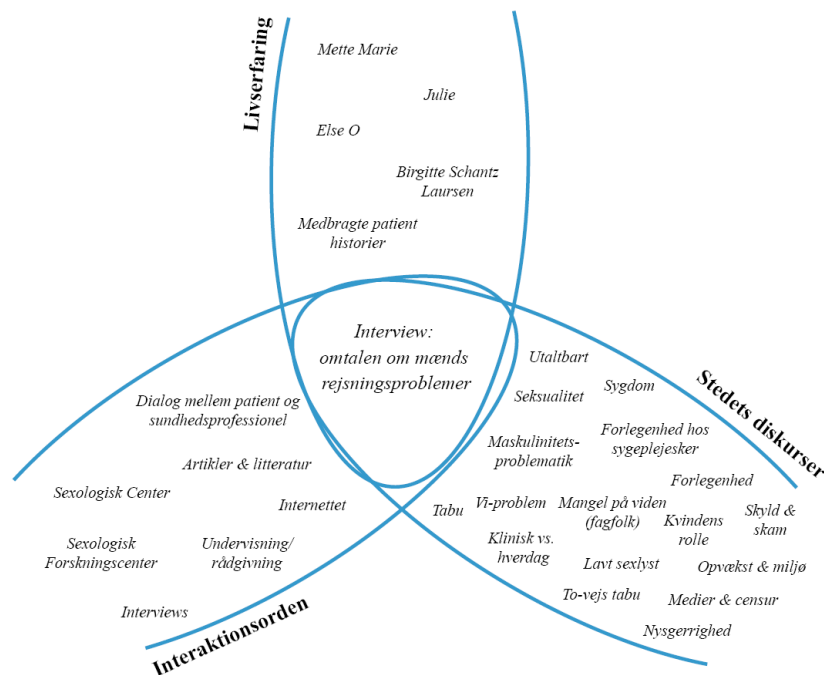 Livserfaring
Mette Marie
Julie
Else O
Birgitte Schantz
Laursen
Medbragte patient
historier
Interview:
omtalen om mænds
rejsningsproblemer
Dialog mellem patient og
sundhedsprofessionel
Artikler & litteratur
Sexologisk Center
Internettet
Sexologisk
Forskningscenter
Undervisning/
rådgivning
Interviews
Interaktionsorden
Stedets diskurser
Utaltbart
Sygdom
Seksualitet
Forlegenhed hos
sygeplejesker
Maskulinitets-
problematik
Forlegenhed
Tabu
Vi-problem
Mangel på viden
(fagfolk)
Kvindens
rolle
Skyld &
skam
Klinisk vs.
hverdag
Lavt sexlyst
Opvækst & miljø
To-vejs tabu
Medier & censur
Nysgerrighed